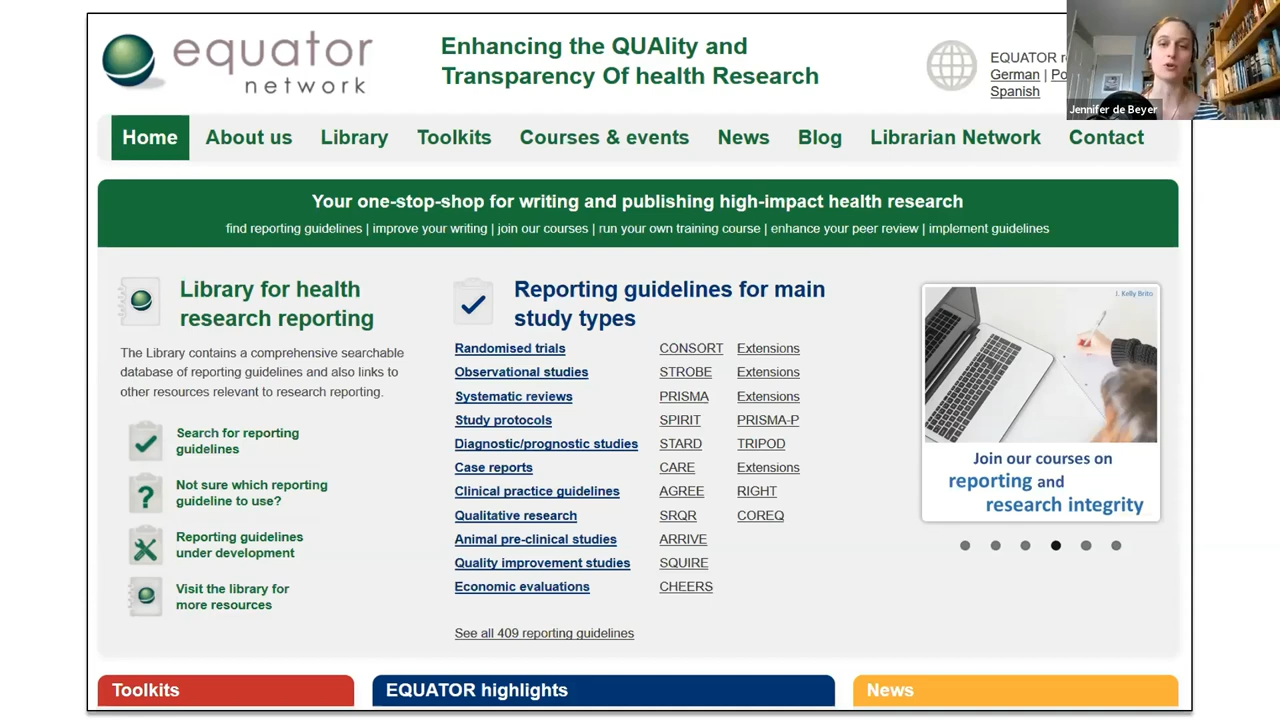 equator
network
Enhancing the QUAlity and
Transparency Of health Research
EQUATOR
German |
Spanish
Jennifer de Beyer
Home About us Library Toolkits Courses & events News Blog Librarian Network Contact
Your one-stop-shop for writing and publishing high-impact health research
find reporting guidelines | improve your writing | join our courses | run your own training course | enhance your peer review | implement guidelines
Library for health
research reporting
The Library contains a comprehensive searchable
database of reporting guidelines and also links to
other resources relevant to research reporting.
Search for reporting
guidelines
Not sure which reporting
guideline to use?
Reporting guidelines
under development
Visit the library for
more resources
Reporting guidelines for main
study types
Randomised trials CONSORT Extensions
Observational studies STROBE Extensions
Systematic reviews PRISMA Extensions
Study protocols SPIRIT PRISMA-P
Diagnostic/prognostic studies STARD TRIPOD
Case reports CARE Extensions
Clinical practice guidelines AGREE RIGHT
Qualitative research SRQR COREQ
Animal pre-clinical studies ARRIVE
Quality improvement studies SQUIRE
Economic evaluations CHEERS
See all 409 reporting guidelines
J. Kelly Brito
Join our courses on
reporting and
research integrity
Toolkits
EQUATOR highlights
News